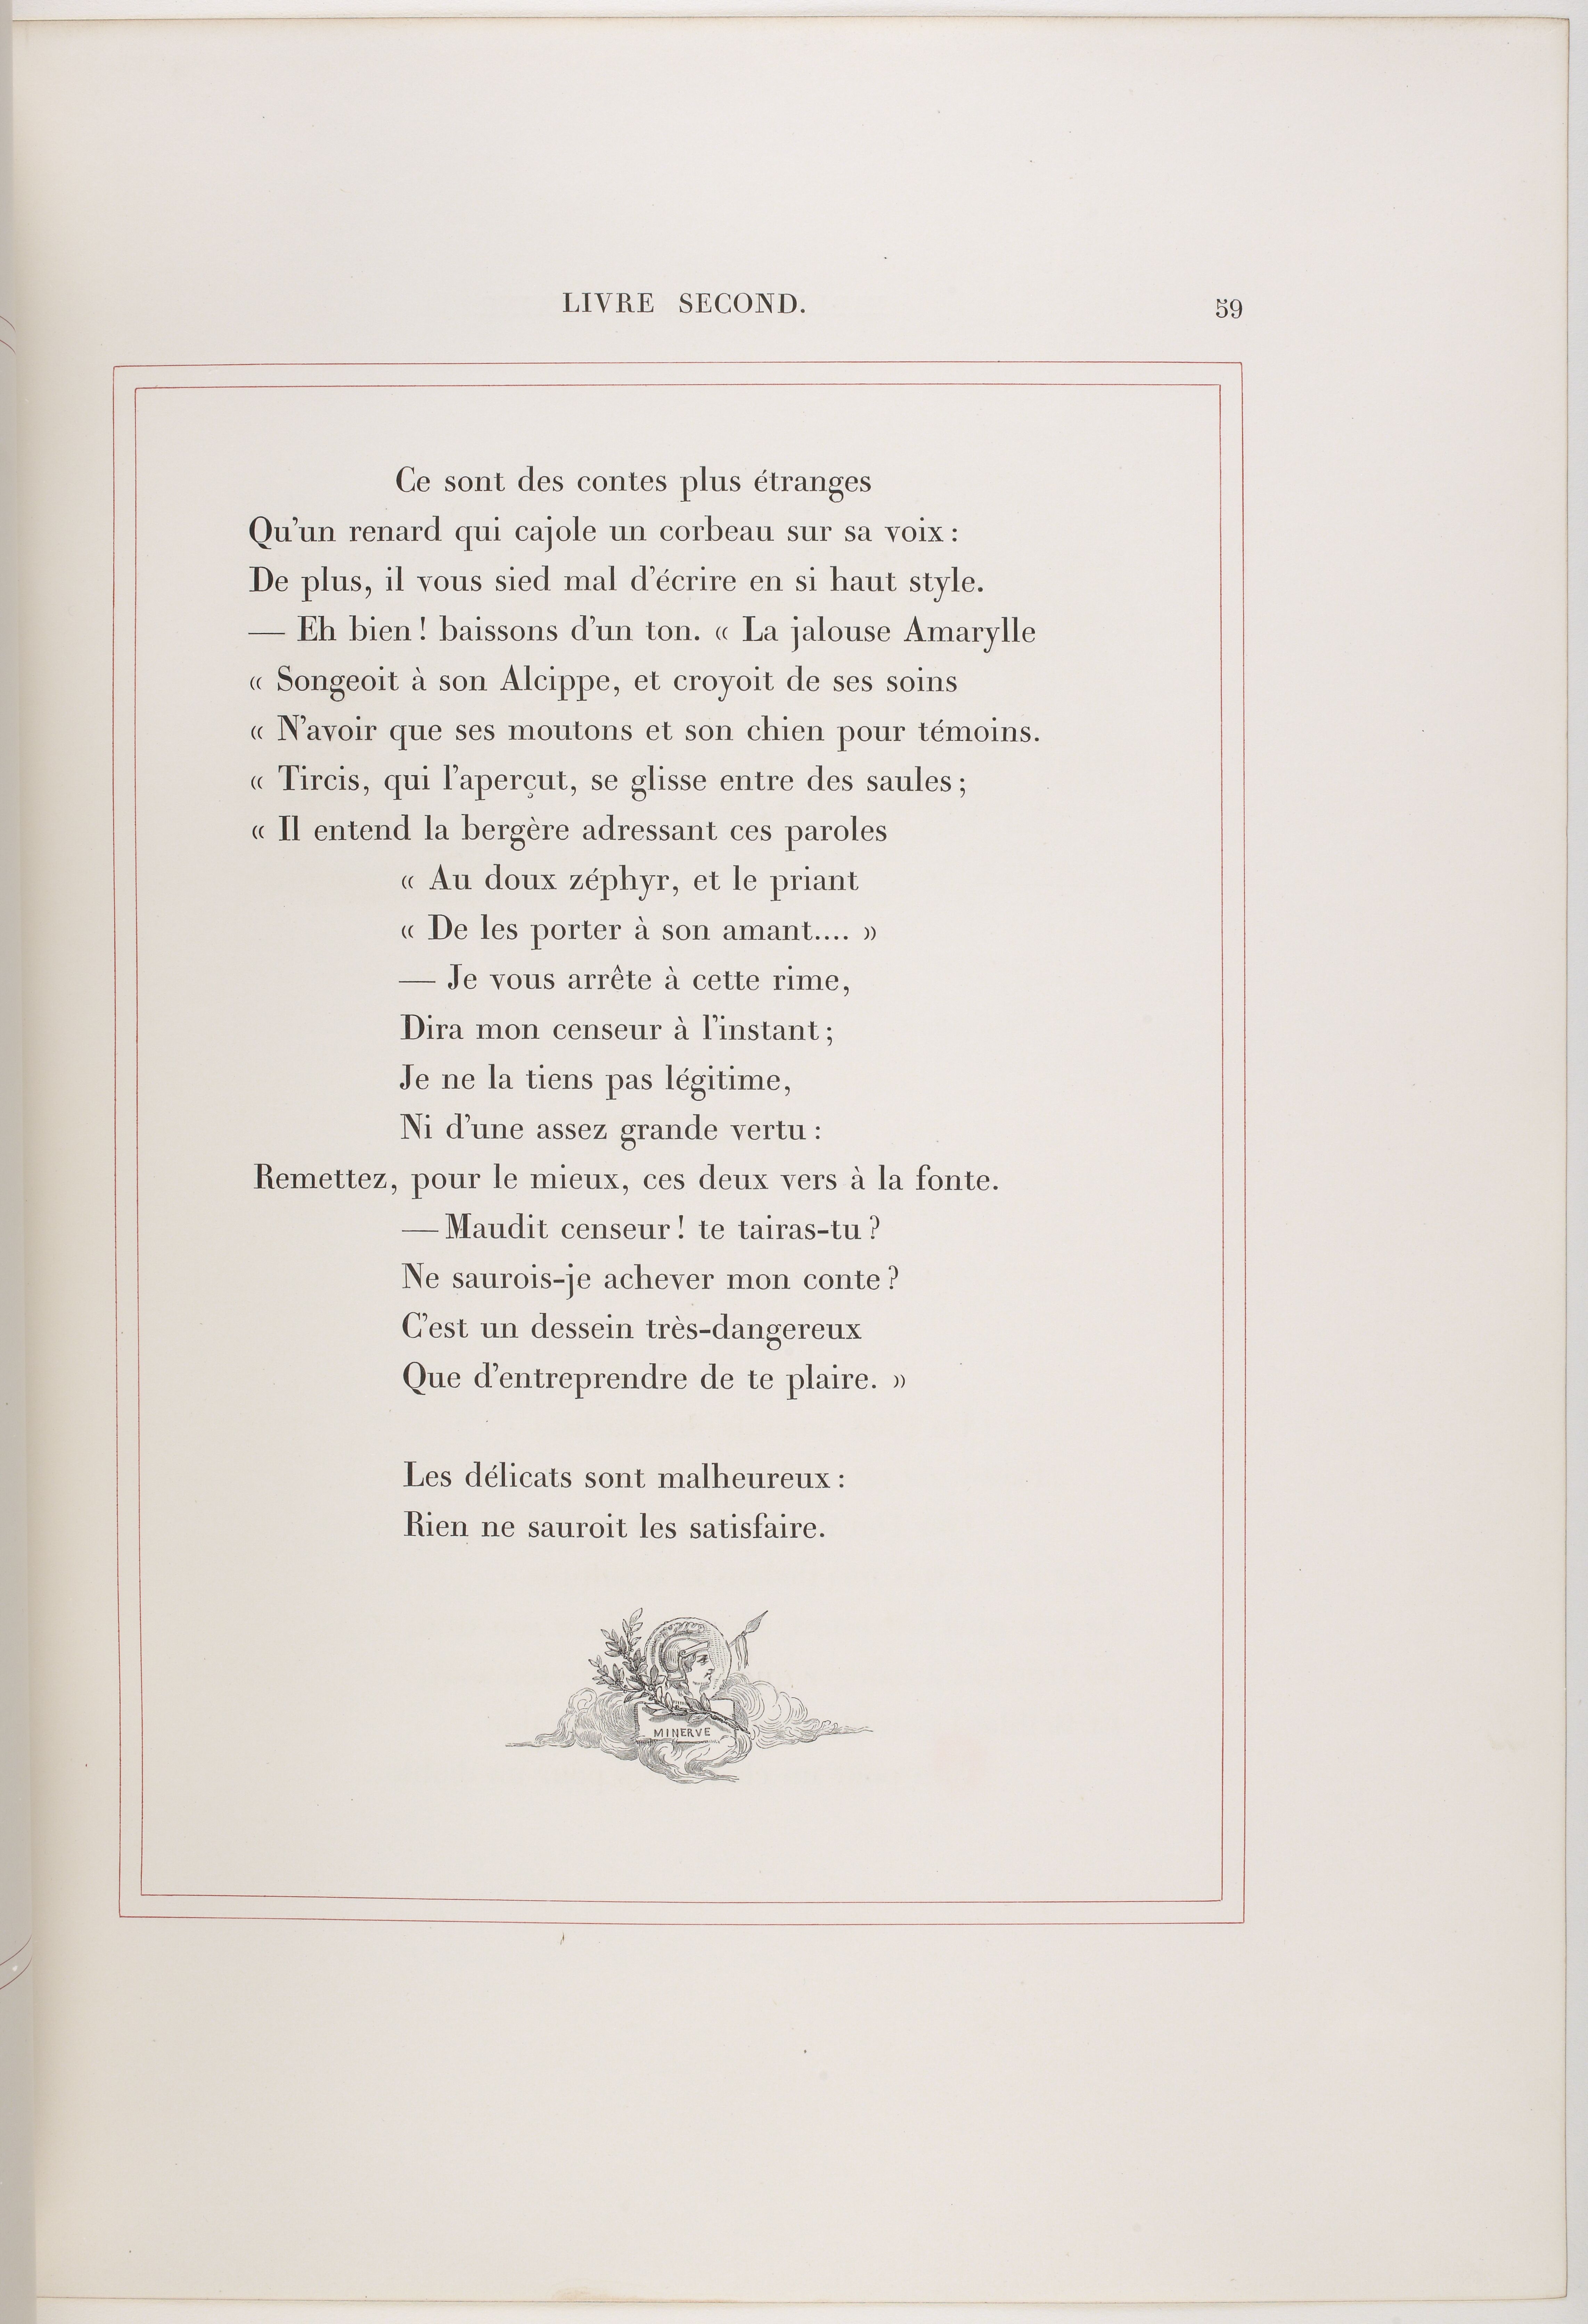 LIVRE SECOND. 59
Ce sont des contes plus étranges
Qu'un renard qui cajole un corbeau sur sa voix :
De plus, il vous sied mal d'écrire en si haut style.
— Eh bien ! baissons d'un ton. « La jalouse Amarylle
« Songeoit à son Alcippe, et croyoit de ses soins
« N'avoir que ses moutons et son chien pour témoins.
« Tircis, qui l'aperçut, se glisse entre des saules ;
« Il entend la bergère adressant ces paroles
« Au doux zéphyr, et le priant
« De les porter à son amant.... »
— Je vous arrête à cette rime,
Dira mon censeur à l'instant ;
Je ne la tiens pas légitime,
Ni d'une assez grande vertu :
Remettez, pour le mieux, ces deux vers à la fonte.
— Maudit censeur ! te tairas-tu ?
Ne saurois-je achever mon conte ?
C'est un dessein très-dangereux
Que d'entreprendre de te plaire. »
Les délicats sont malheureux :
Rien ne sauroit les satisfaire.
MINERVE